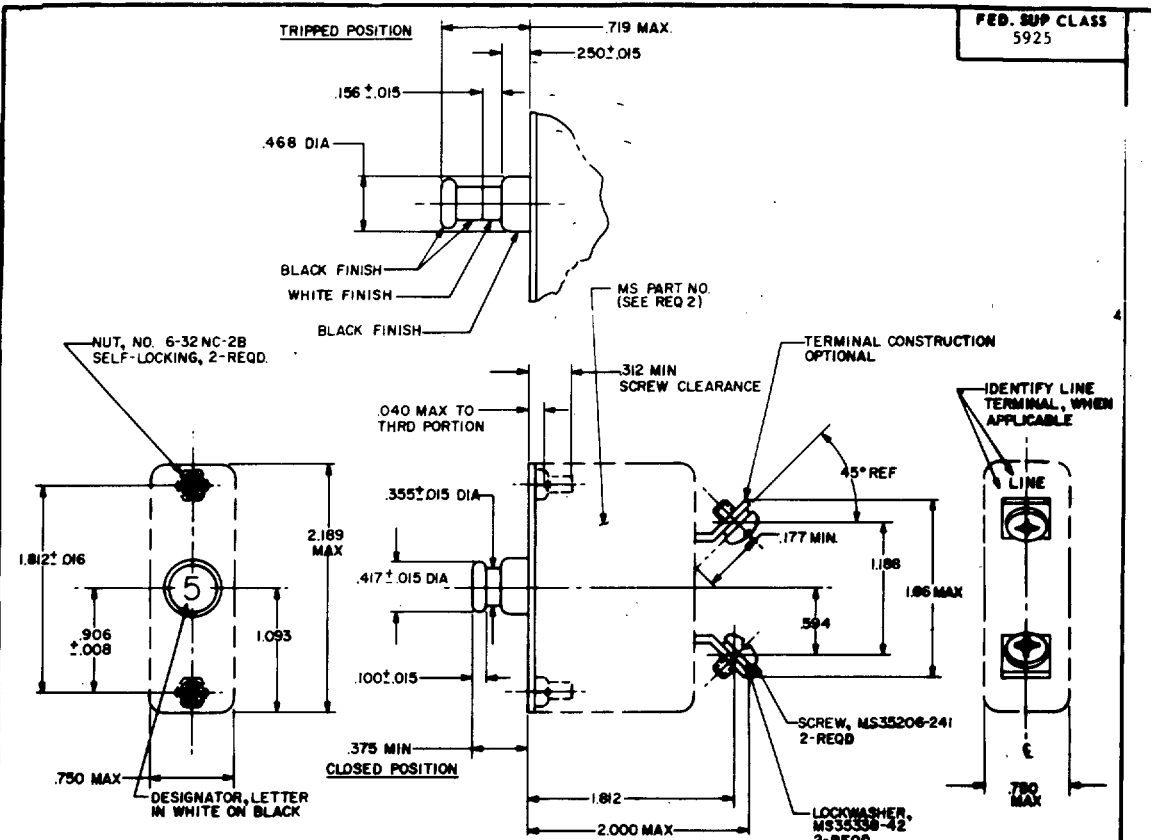 FED. SUP CLASS
5925
TRIPPED POSITION
.719 MAX.
.250±.015
.156±.015
.468 DIA
BLACK FINISH
WHITE FINISH
BLACK FINISH
MS PART NO.
(SEE REQ 2)
4
NUT, NO. 6-32 NC-2B
SELF-LOCKING, 2-REQD.
TERMINAL CONSTRUCTION
OPTIONAL
.312 MIN
SCREW CLEARANCE
.040 MAX TO
THRD PORTION
IDENTIFY LINE
TERMINAL, WHEN
APPLICABLE
45° REF
LINE
.355±.015 DIA
2.189
MAX
1.812±.016
.177 MIN.
1.188
1.86 MAX
.417±.015 DIA
5
.594
.906
±.008
1.093
.100±.015
SCREW, MS35206-241
2-REQD
.375 MIN
CLOSED POSITION
.750 MAX
DESIGNATOR, LETTER
IN WHITE ON BLACK
1.812
2.000 MAX
LOCKWASHER,
MS35338-42
2-REQD
℄
MAX